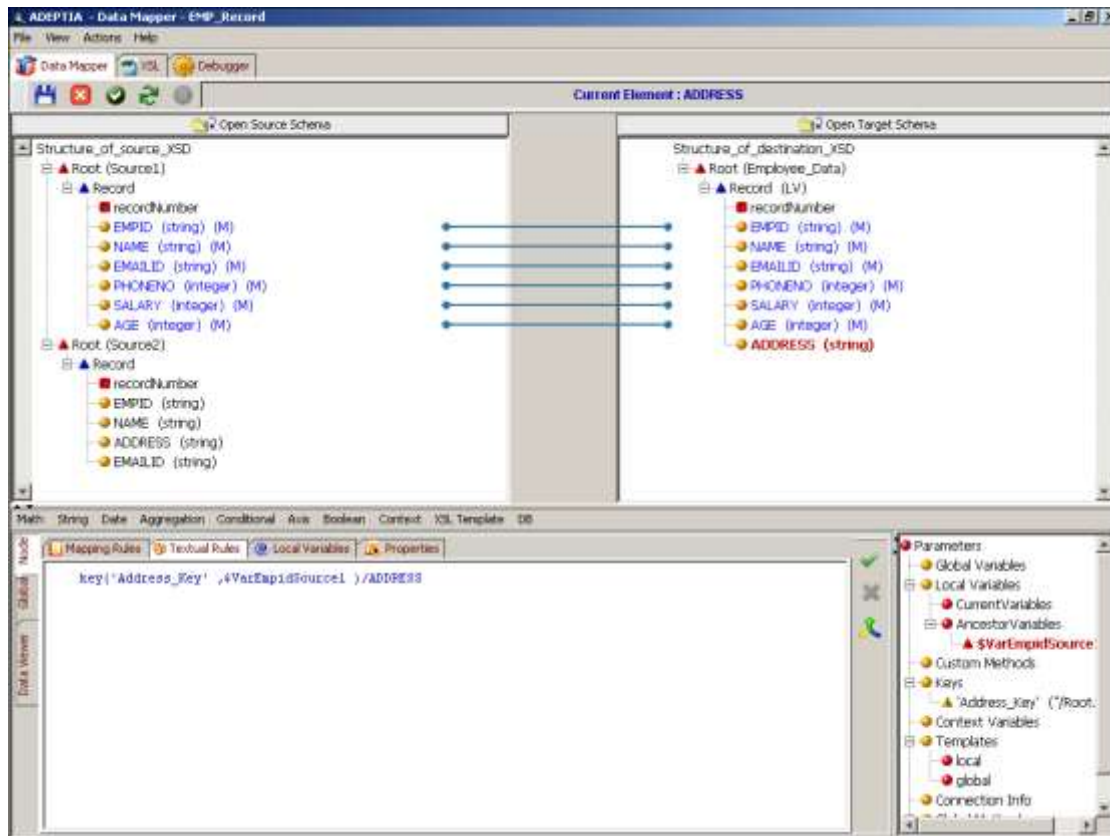 ADEPTIA - Data Mapper - EMP_Record
File View Actions Help
Data Mapper XSL Debugger
Current Element : ADDRESS
Open Source Schema
Open Target Schema
Structure_of_source_XSD
Root (Source1)
Record
recordNumber
EMPID (string) (M)
NAME (string) (M)
EMAILID (string) (M)
PHONENO (integer) (M)
SALARY (integer) (M)
AGE (integer) (M)
Root (Source2)
Record
recordNumber
EMPID (string)
NAME (string)
ADDRESS (string)
EMAILID (string)
Structure_of_destination_XSD
Root (Employee_Data)
Record (LV)
recordNumber
EMPID (string) (M)
NAME (string) (M)
EMAILID (string) (M)
PHONENO (integer) (M)
SALARY (integer) (M)
AGE (integer) (M)
ADDRESS (string)
Math String Date Aggregation Conditional Axis Boolean Context XSL Template DB
Node
Global
Data Viewer
Mapping Rules Textual Rules Local Variables Properties
key('Address_Key' ,$VarEmpidSource1 )/ADDRESS
Parameters
Global Variables
Local Variables
CurrentVariables
AncestorVariables
$VarEmpidSource
Custom Methods
Keys
'Address_Key' ("/Root.
Context Variables
Templates
local
global
Connection Info